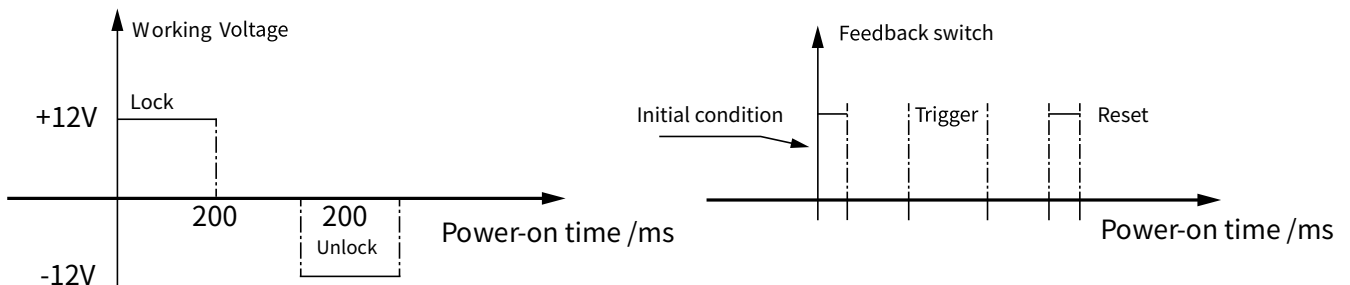 Working Voltage
Lock
+12V
200
200
Unlock
-12V
Power-on time /ms
Feedback switch
Initial condition
Trigger
Reset
Power-on time /ms